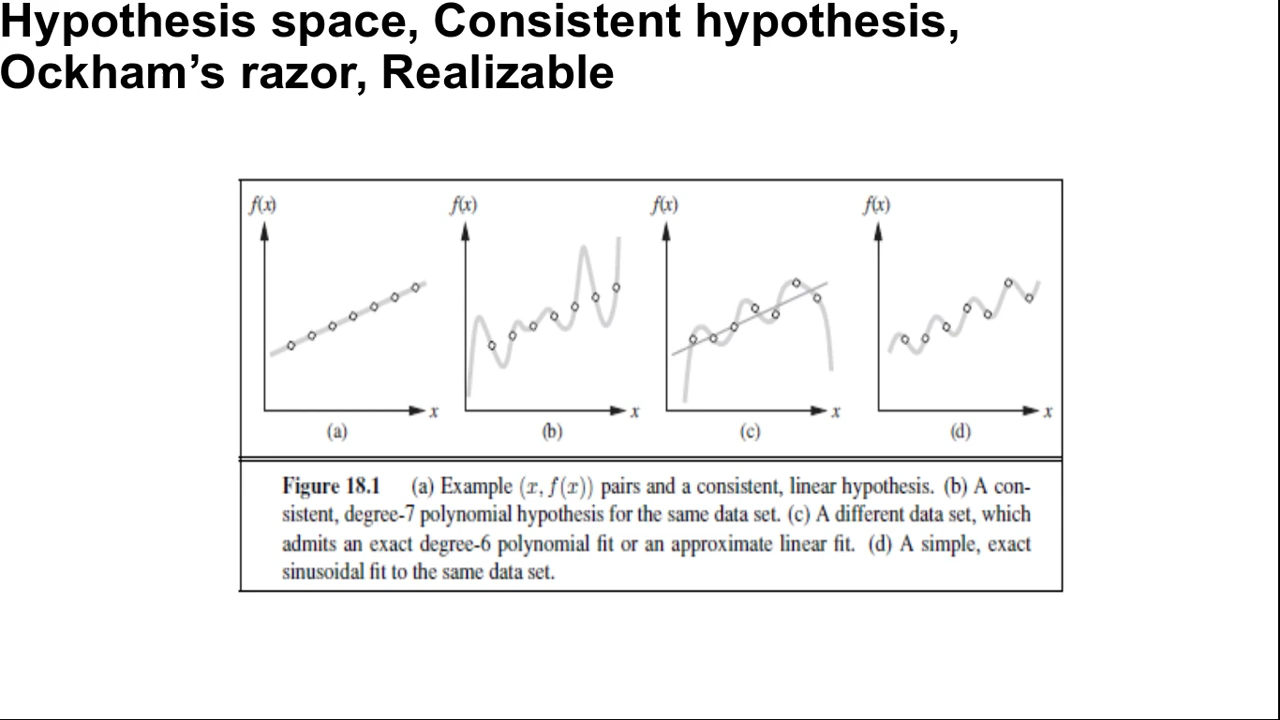 Hypothesis space, Consistent hypothesis,
Ockham’s razor, Realizable
f(x) f(x) f(x) f(x)
x x x x
(a) (b) (c) (d)
Figure 18.1 (a) Example (x, f(x)) pairs and a consistent, linear hypothesis. (b) A con-
sistent, degree-7 polynomial hypothesis for the same data set. (c) A different data set, which
admits an exact degree-6 polynomial fit or an approximate linear fit. (d) A simple, exact
sinusoidal fit to the same data set.